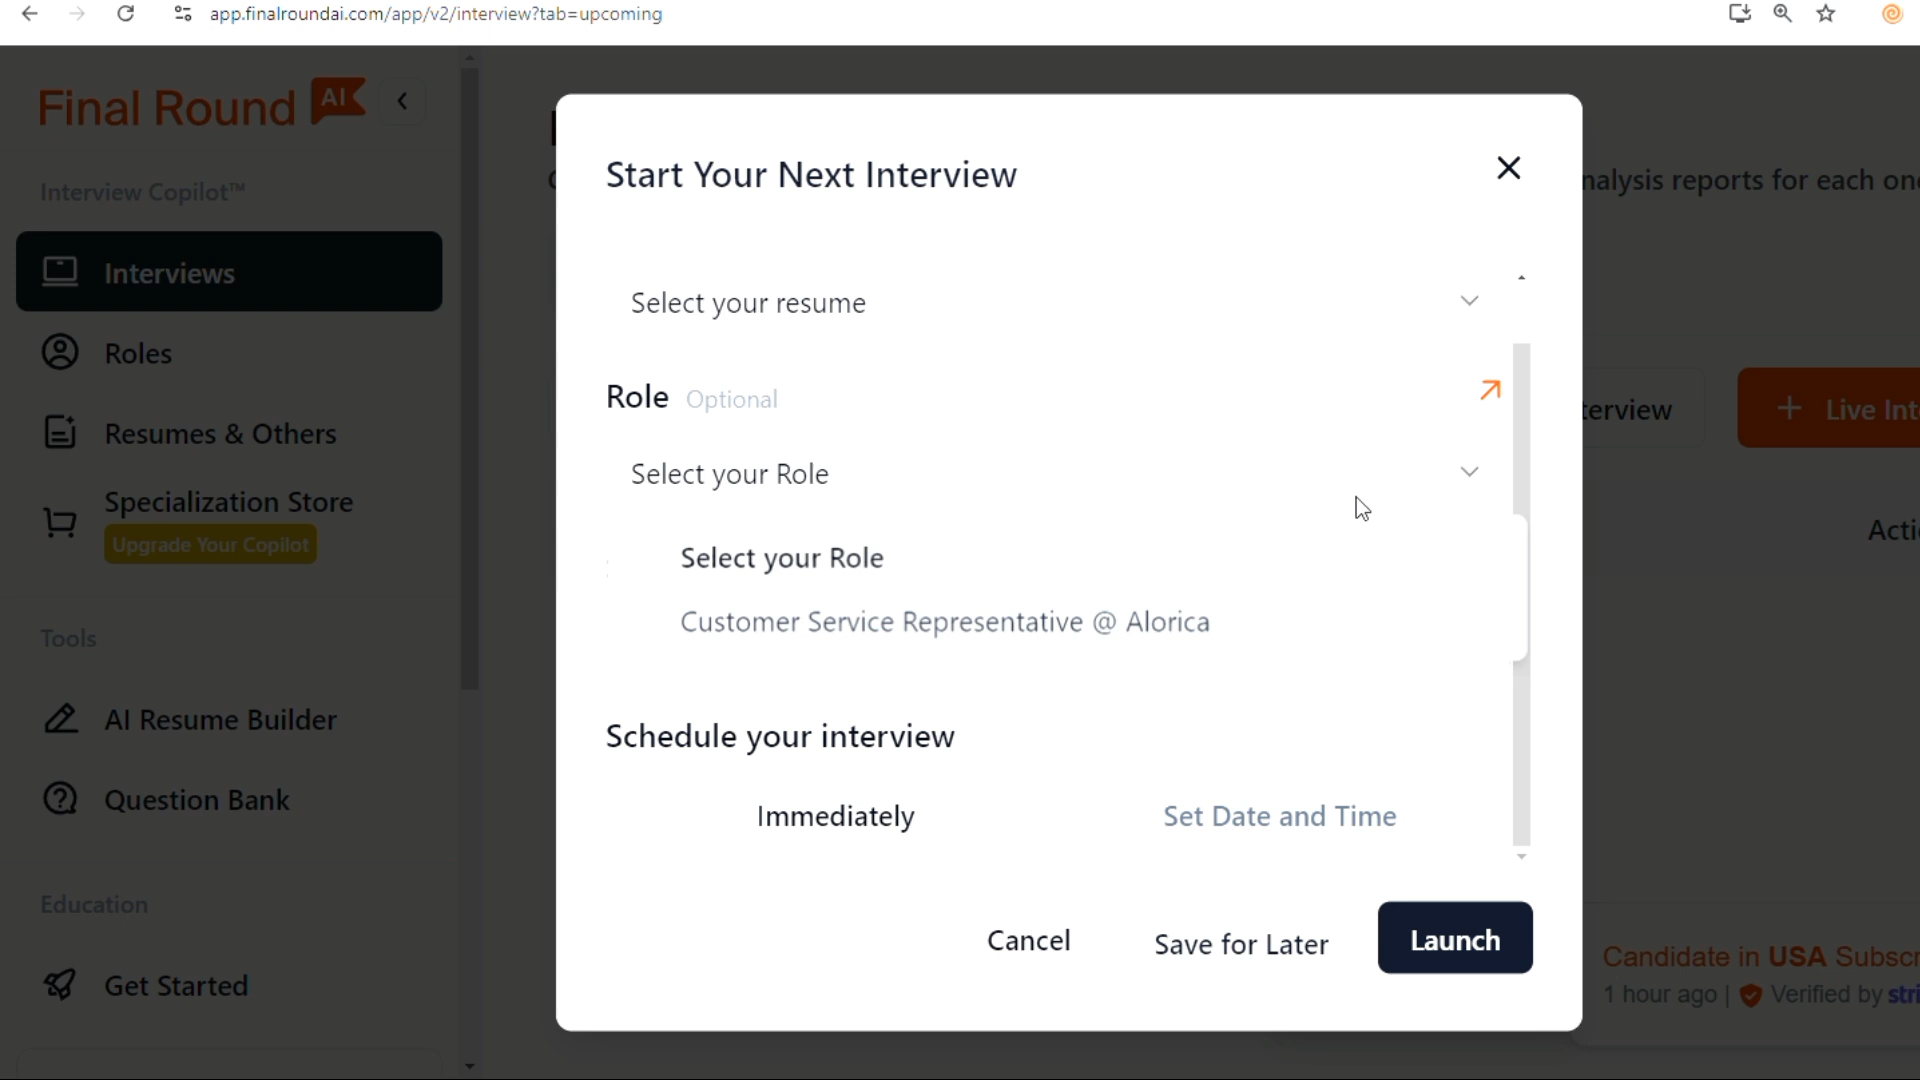 app.finalroundai.com/app/v2/interview?tab=upcoming
Final Round AI
Interview Copilot™
Interviews
Roles
Resumes & Others
Specialization Store
Upgrade Your Copilot
Tools
AI Resume Builder
Question Bank
Education
Get Started
Start Your Next Interview
Select your resume
Role Optional
Select your Role
Select your Role
Customer Service Representative @ Alorica
Schedule your interview
Immediately
Set Date and Time
Cancel
Save for Later
Launch
nalysis reports for each on
terview
+ Live Int
Acti
Candidate in USA Subscr
1 hour ago | Verified by stri